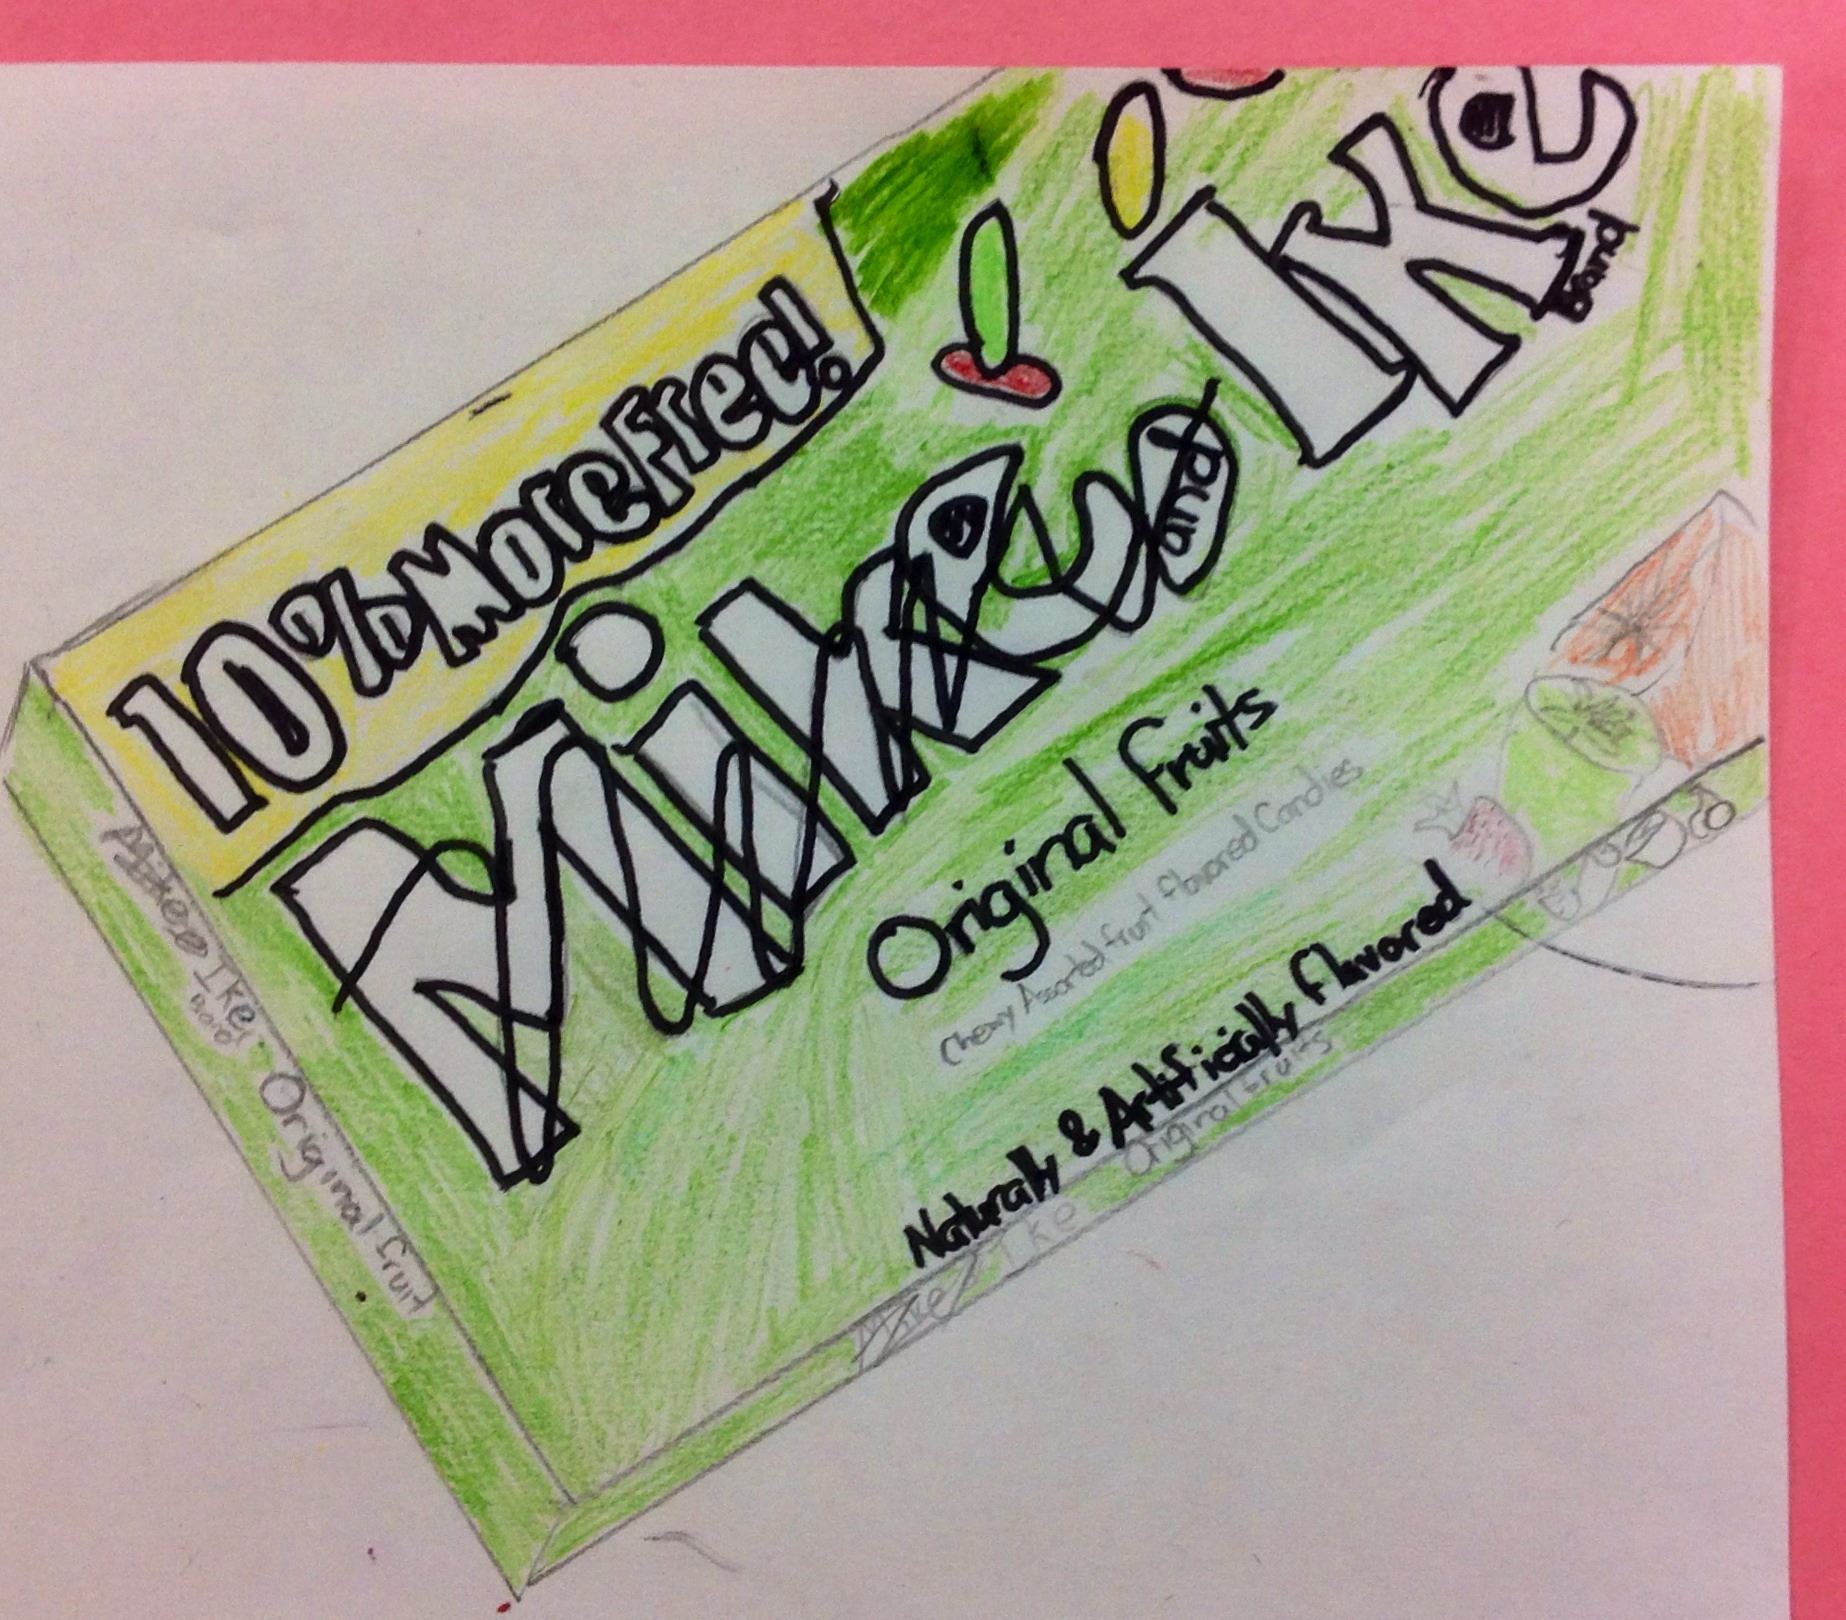 10% More Free!
Mike and IKe
Brand
Original fruits
Chewy Assorted fruit flavored Candies
Naturally & Artificially flavored
Mike Ike Original Fruits
Mike Ike Original fruit
Brand